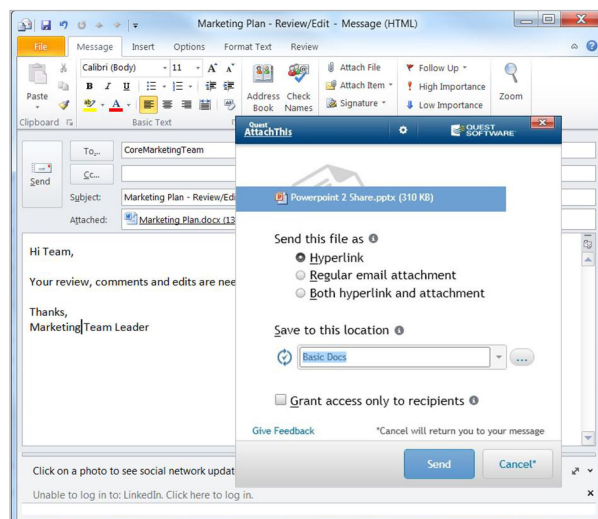 Marketing Plan - Review/Edit - Message (HTML)
File Message Insert Options Format Text Review
Calibri (Body) 11
Paste
Address Book
Check Names
Attach File
Attach Item
Signature
Follow Up
High Importance
Low Importance
Zoom
Clipboard
Basic Text
Quest
AttachThis
QUEST SOFTWARE
Send
To...
CoreMarketingTeam
Cc...
Subject:
Marketing Plan - Review/Edi
Attached:
Marketing Plan.docx (13
Powerpoint 2 Share.pptx (310 KB)
Hi Team,
Your review, comments and edits are nee
Thanks,
Marketing Team Leader
Send this file as
Hyperlink
Regular email attachment
Both hyperlink and attachment
Save to this location
Basic Docs
...
Grant access only to recipients
Give Feedback
*Cancel will return you to your message
Send
Cancel*
Click on a photo to see social network updat
Unable to log in to: LinkedIn. Click here to log in.